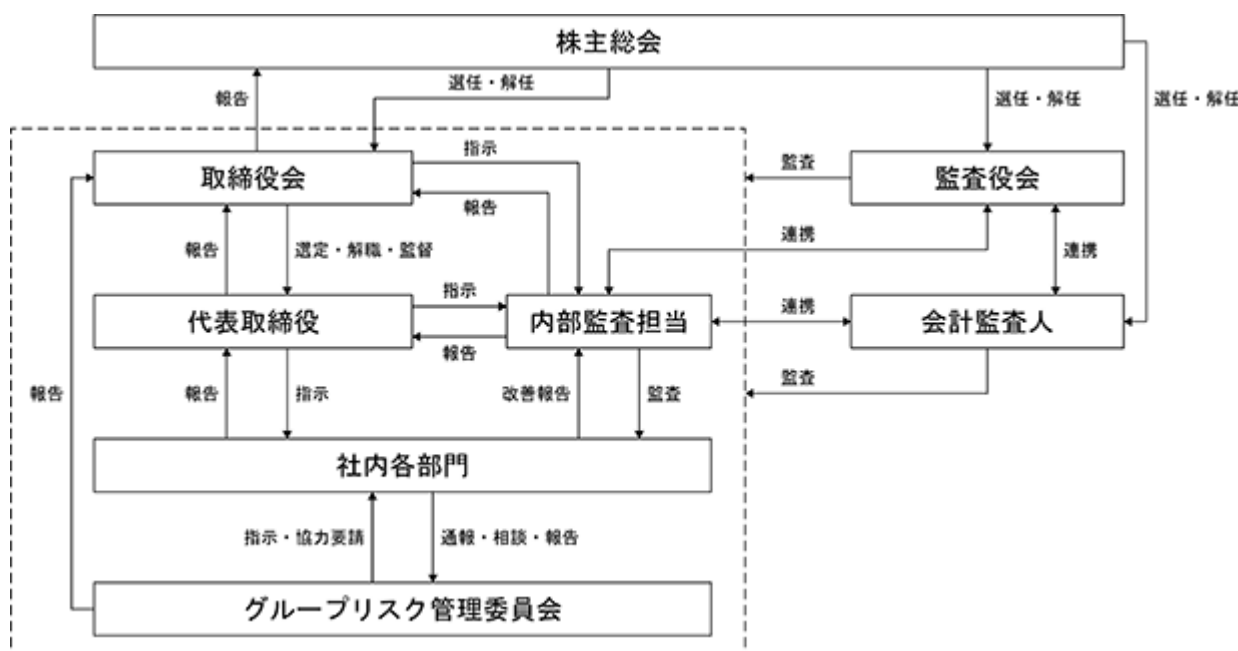 株主総会
報告
選任・解任
選任・解任
選任・解任
指示
取締役会
監査
監査役会
報告
報告
選定・解職・監督
連携
連携
指示
代表取締役
内部監査担当
連携
会計監査人
報告
報告
報告
指示
改善報告
監査
監査
社内各部門
指示・協力要請
通報・相談・報告
グループリスク管理委員会